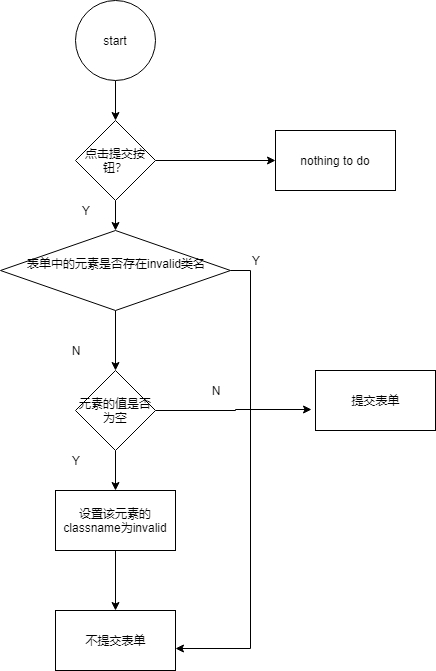 start
点击提交按
钮?
nothing to do
Y
表单中的元素是否存在invalid类名
Y
N
元素的值是否
为空
N
提交表单
Y
设置该元素的
classname为invalid
不提交表单